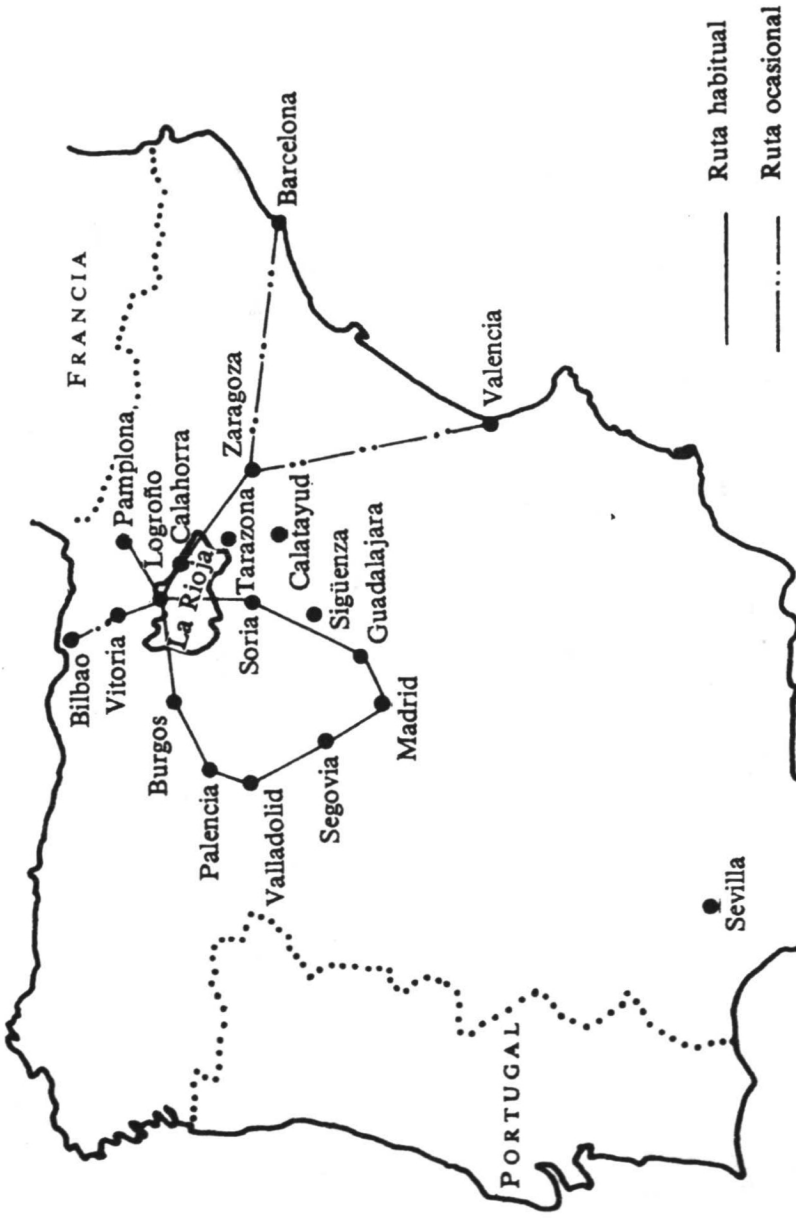 FRANCIA
Bilbao
Vitoria
Pamplona
Logroño
Calahorra
La Rioja
Burgos
Palencia
Valladolid
Soria
Tarazona
Zaragoza
Barcelona
Calatayud
Sigüenza
Segovia
Guadalajara
Madrid
Valencia
PORTUGAL
Sevilla
Ruta habitual
Ruta ocasional